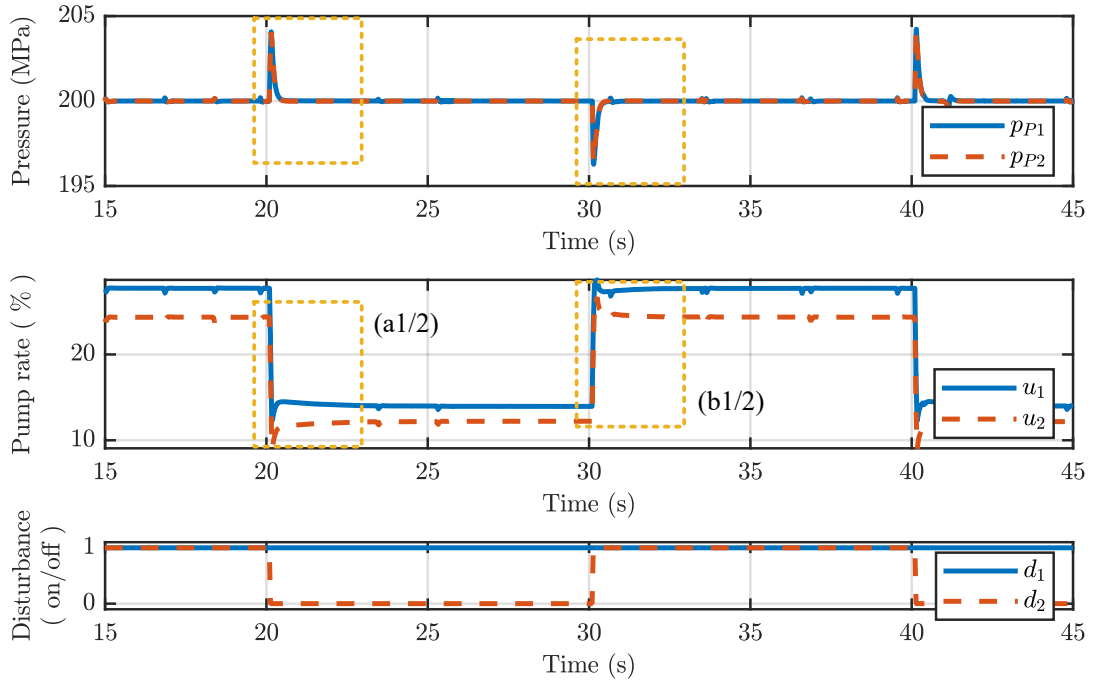 205
200
195
Pressure (MPa)
p_{P1}
p_{P2}
15 20 25 30 35 40 45
Time (s)
20
10
Pump rate ( % )
(a1/2)
(b1/2)
u_1
u_2
15 20 25 30 35 40 45
Time (s)
1
0
Disturbance
( on/off )
d_1
d_2
15 20 25 30 35 40 45
Time (s)